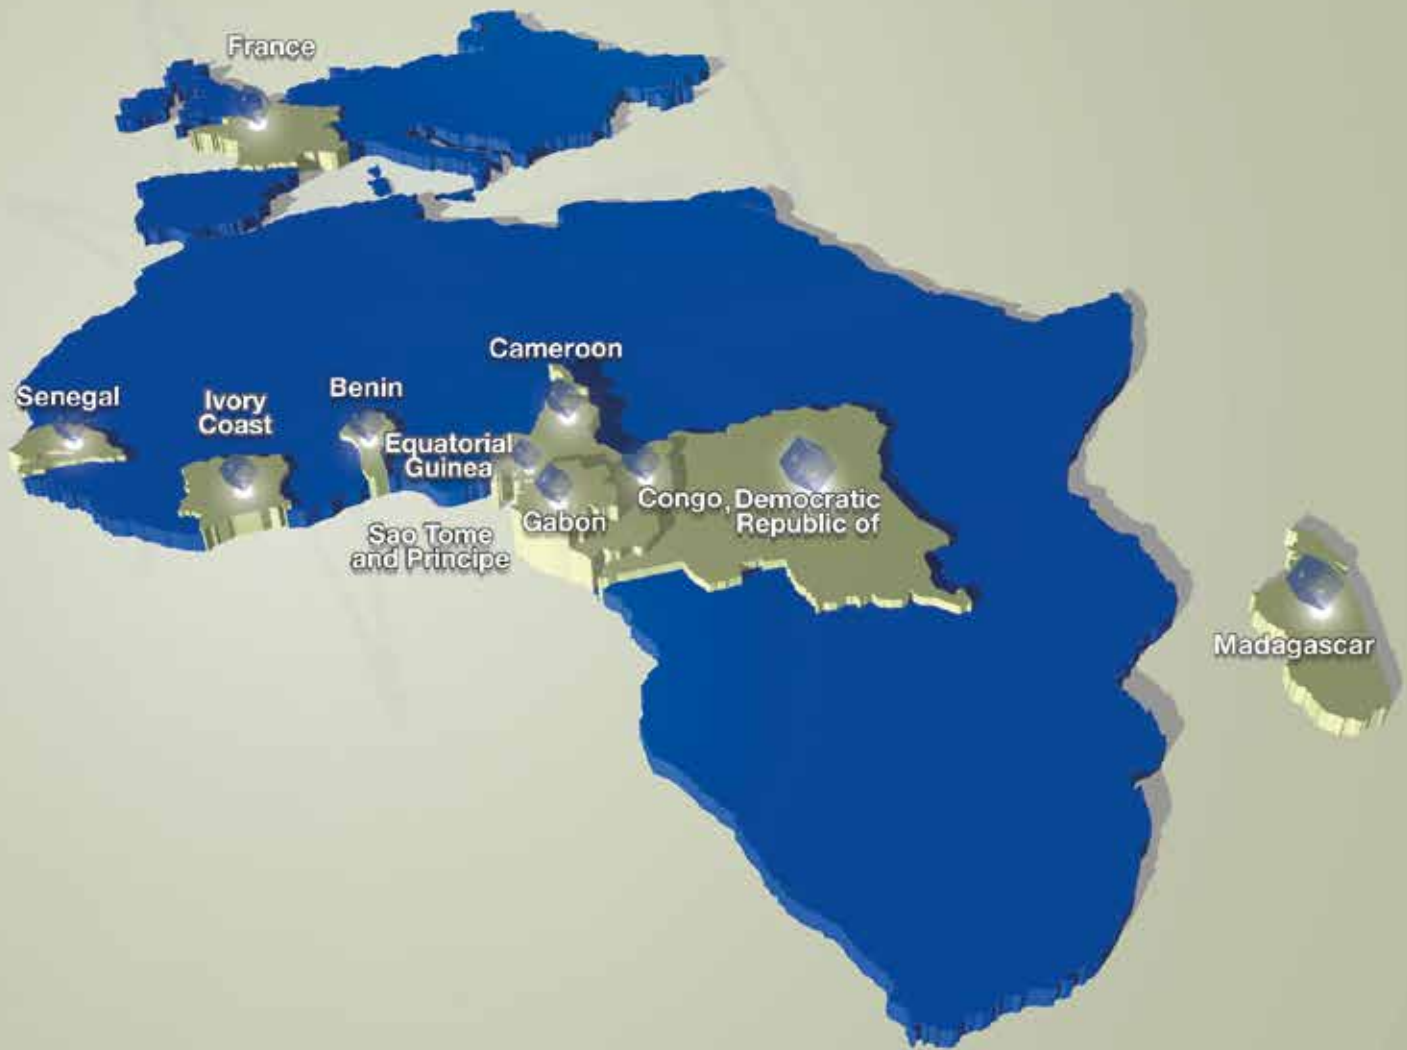 France
Cameroon
Senegal
Ivory
Coast
Benin
Equatorial
Guinea
Sao Tome
and Principe
Gabon
Congo, Democratic
Republic of
Madagascar